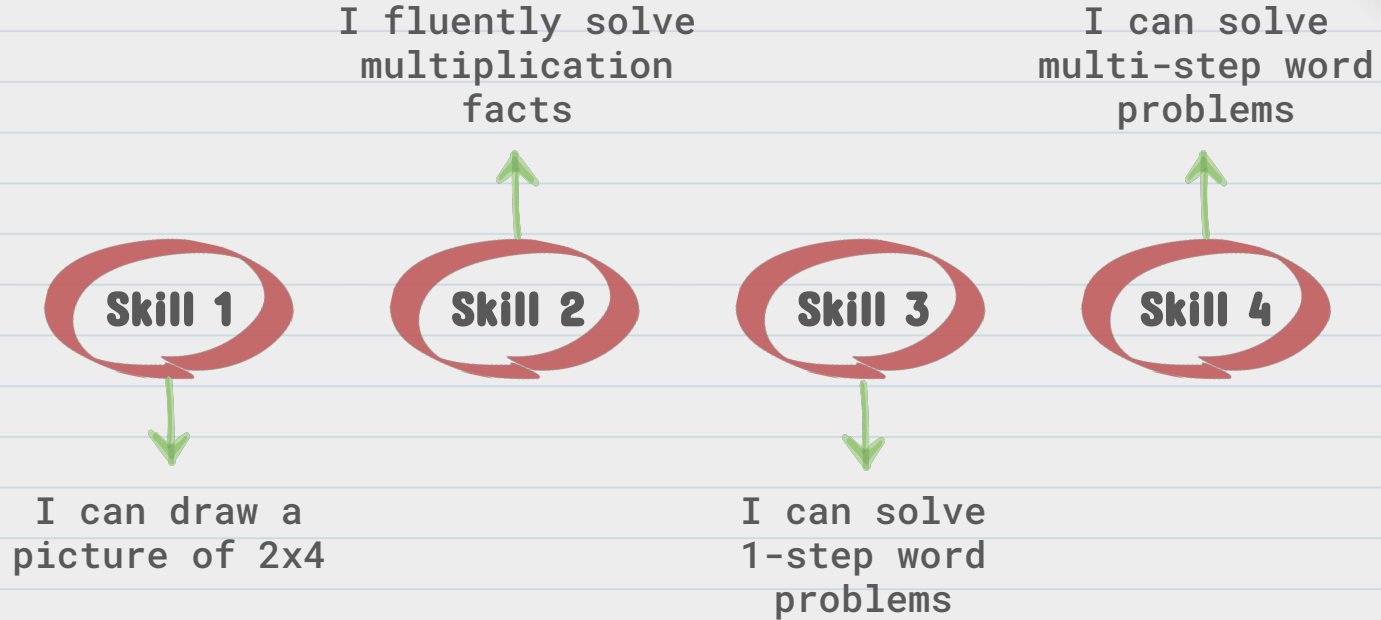 I fluently solve
multiplication
facts
I can solve
multi-step word
problems
Skill 1
Skill 2
Skill 3
Skill 4
I can draw a
picture of 2x4
I can solve
1-step word
problems